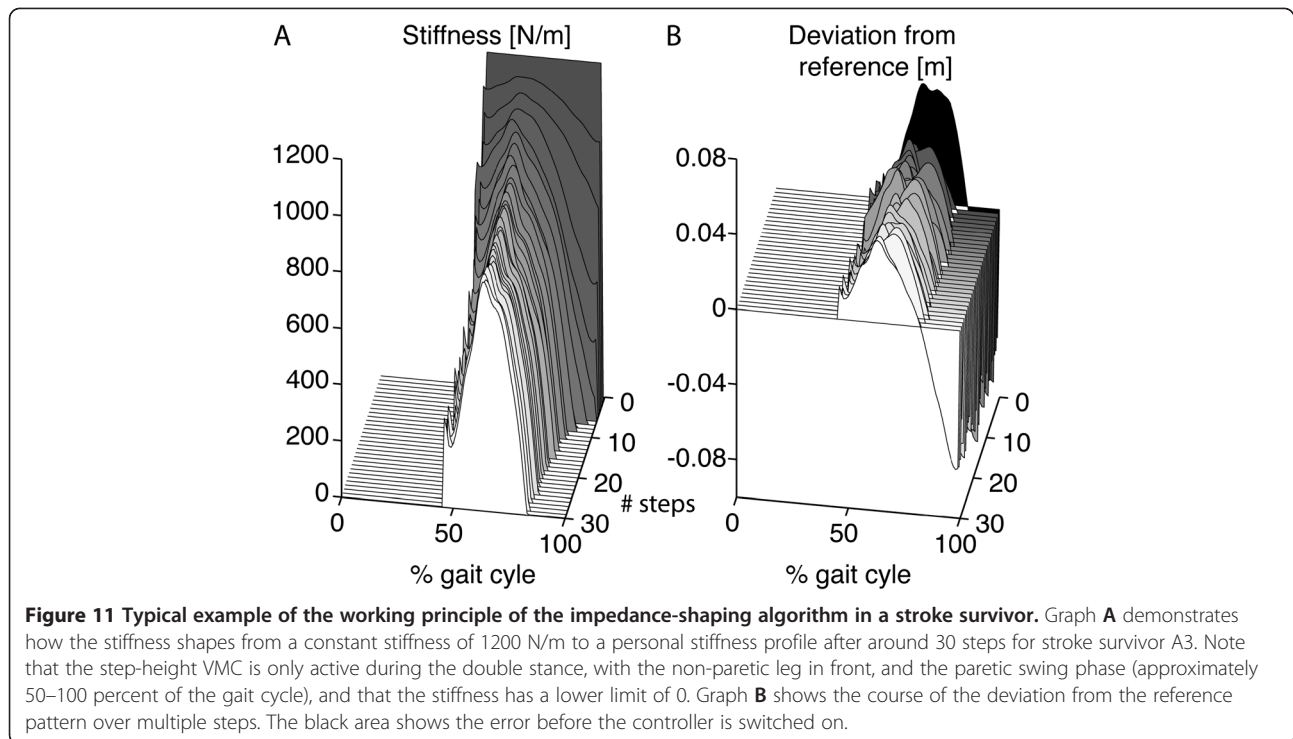 A
Stiffness [N/m]
1200
1000
800
600
400
200
0
0
50
100
0
10
20
30
# steps
% gait cyle
B
Deviation from
reference [m]
0.08
0.04
0
-0.04
-0.08
0
50
100
0
10
20
30
% gait cyle
Figure 11 Typical example of the working principle of the impedance-shaping algorithm in a stroke survivor. Graph A demonstrates
how the stiffness shapes from a constant stiffness of 1200 N/m to a personal stiffness profile after around 30 steps for stroke survivor A3. Note
that the step-height VMC is only active during the double stance, with the non-paretic leg in front, and the paretic swing phase (approximately
50–100 percent of the gait cycle), and that the stiffness has a lower limit of 0. Graph B shows the course of the deviation from the reference
pattern over multiple steps. The black area shows the error before the controller is switched on.